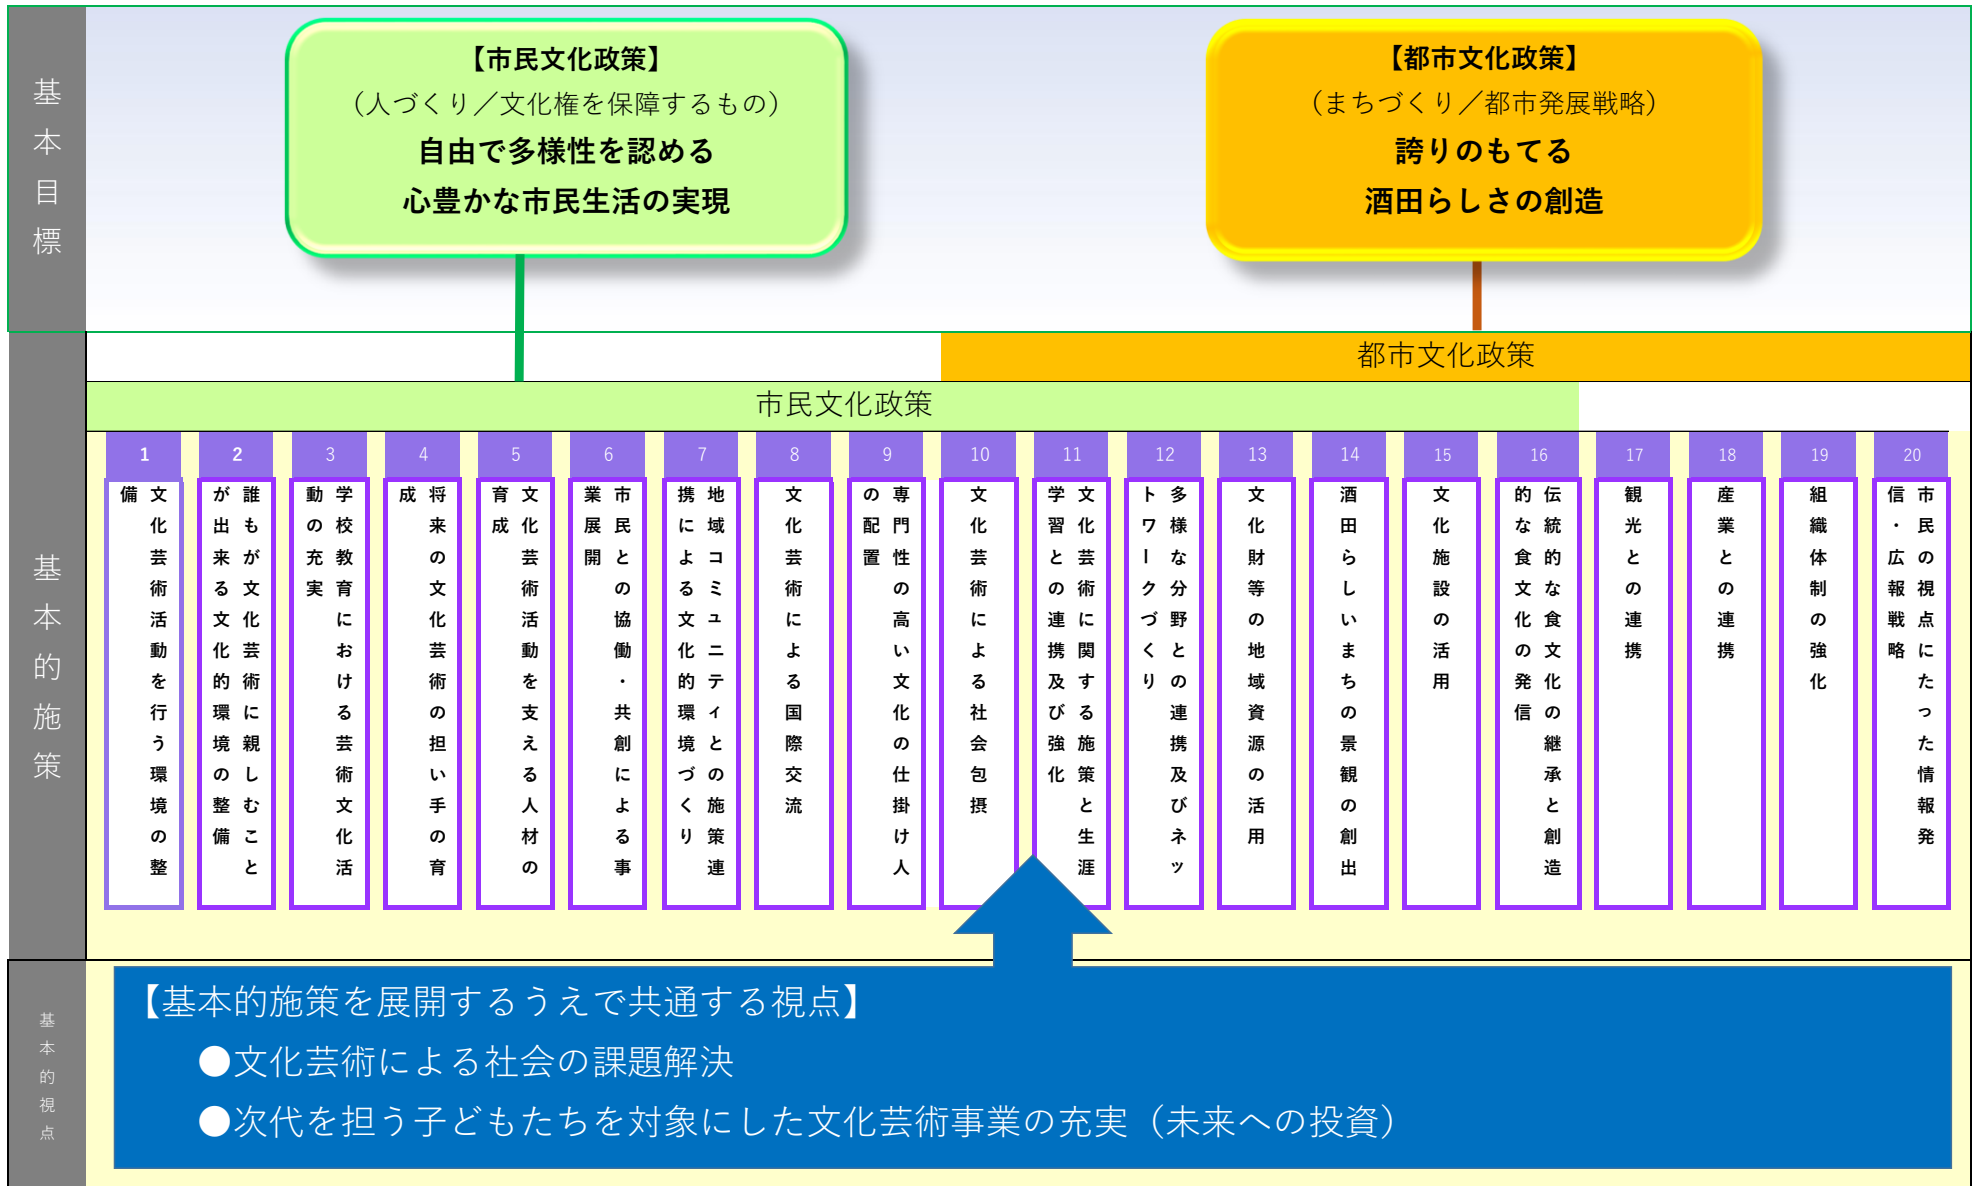 基本目標
【市民文化政策】
（人づくり／文化権を保障するもの）
自由で多様性を認める
心豊かな市民生活の実現
【都市文化政策】
（まちづくり／都市発展戦略）
誇りのもてる
酒田らしさの創造
基本的施策
都市文化政策
市民文化政策
1
文化芸術活動を行う環境の整
備
2
誰もが文化芸術に親しむこと
が出来る文化的環境の整備
3
学校教育における芸術文化活
動の充実
4
将来の文化芸術の担い手の育
成
5
文化芸術活動を支える人材の
育成
6
市民との協働・共創による事
業展開
7
地域コミュニティとの施策連
携による文化的環境づくり
8
文化芸術による国際交流
9
専門性の高い文化の仕掛け人
の配置
10
文化芸術による社会包摂
11
文化芸術に関する施策と生涯
学習との連携及び強化
12
多様な分野との連携及びネッ
トワークづくり
13
文化財等の地域資源の活用
14
酒田らしいまちの景観の創出
15
文化施設の活用
16
伝統的な食文化の継承と創造
的な食文化の発信
17
観光との連携
18
産業との連携
19
組織体制の強化
20
市民の視点にたった情報発
信・広報戦略
基本的視点
【基本的施策を展開するうえで共通する視点】
●文化芸術による社会の課題解決
●次代を担う子どもたちを対象にした文化芸術事業の充実（未来への投資）